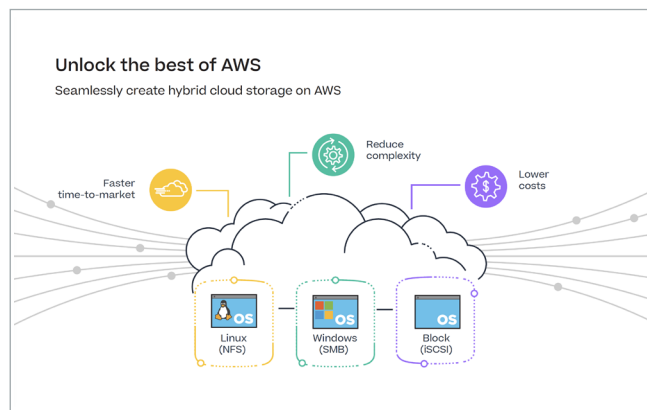 Unlock the best of AWS
Seamlessly create hybrid cloud storage on AWS
Faster
time-to-market
Reduce
complexity
Lower
costs
$
OS
OS
OS
Linux
(NFS)
Windows
(SMB)
Block
(iSCSI)